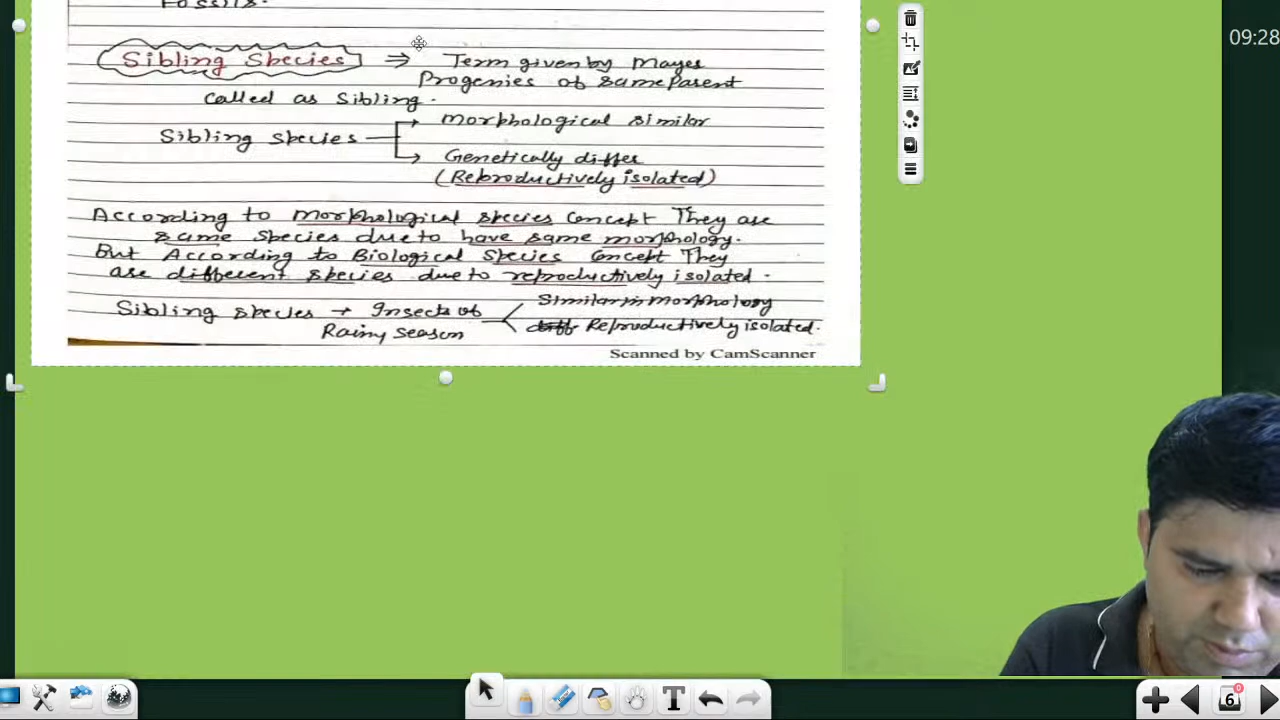 Fossils.
09:28
Sibling Species ⇒ Term given by Mayer
Progenies of same Parent
called as Sibling.
Sibling species
Morphological similar
Genetically differ
(Reproductively isolated)
According to morphological species concept They are
same species due to have same morphology.
But According to Biological species concept They
are different species due to reproductively isolated.
Sibling species → Insects of
Rainy season
Similar in morphology
Reproductively isolated.
Scanned by CamScanner
T
6
0